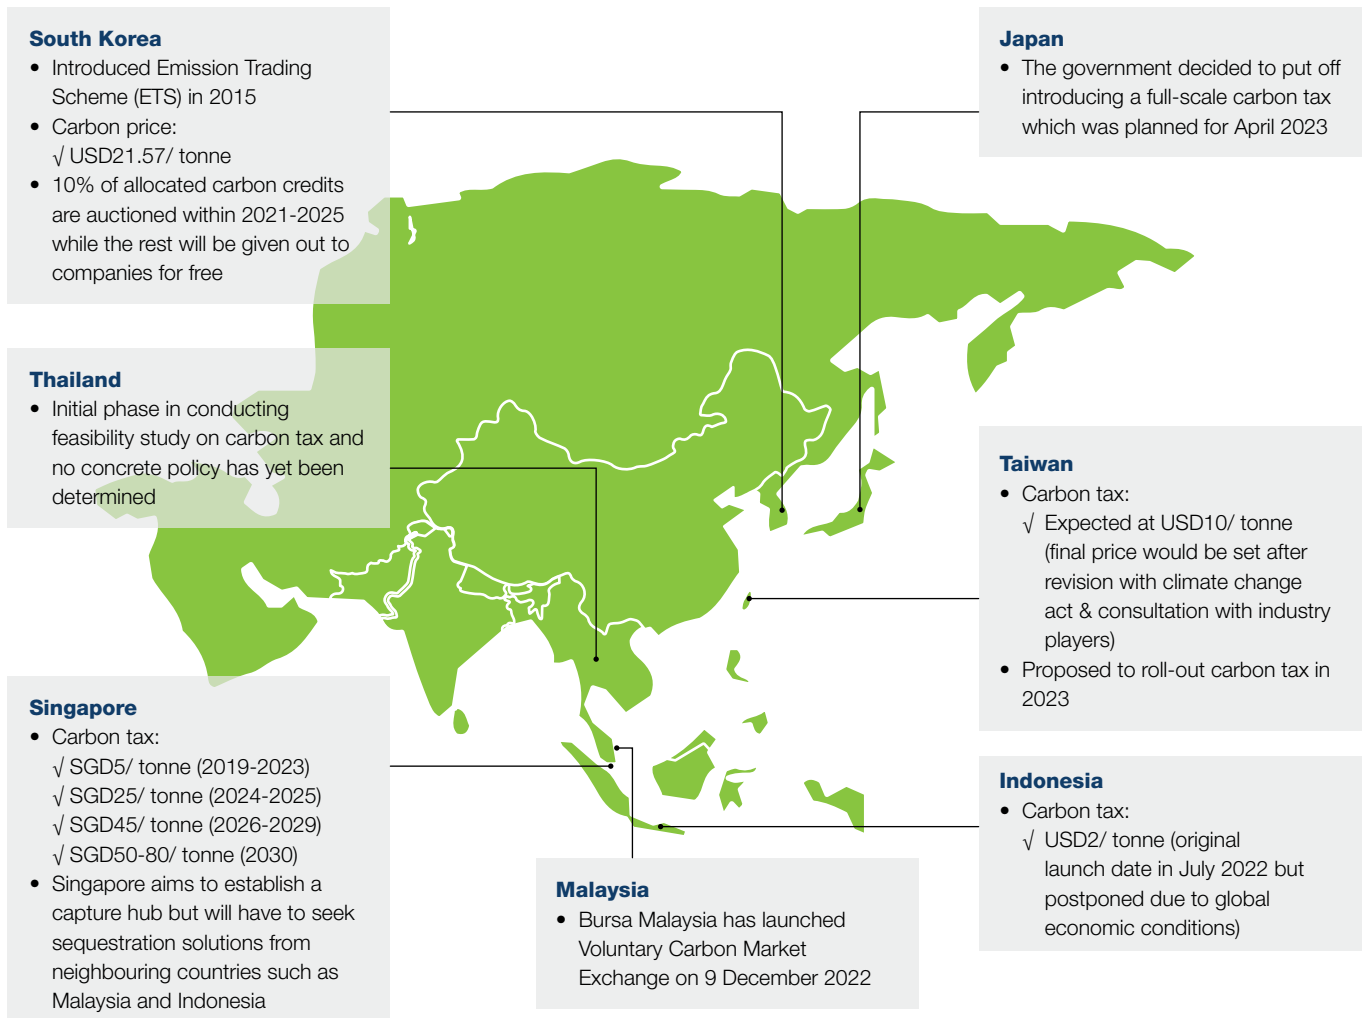 South Korea
• Introduced Emission Trading
Scheme (ETS) in 2015
• Carbon price:
√ USD21.57/ tonne
• 10% of allocated carbon credits
are auctioned within 2021-2025
while the rest will be given out to
companies for free
Japan
• The government decided to put off
introducing a full-scale carbon tax
which was planned for April 2023
Thailand
• Initial phase in conducting
feasibility study on carbon tax and
no concrete policy has yet been
determined
Taiwan
• Carbon tax:
√ Expected at USD10/ tonne
(final price would be set after
revision with climate change
act & consultation with industry
players)
• Proposed to roll-out carbon tax in
2023
Singapore
• Carbon tax:
√ SGD5/ tonne (2019-2023)
√ SGD25/ tonne (2024-2025)
√ SGD45/ tonne (2026-2029)
√ SGD50-80/ tonne (2030)
• Singapore aims to establish a
capture hub but will have to seek
sequestration solutions from
neighbouring countries such as
Malaysia and Indonesia
Malaysia
• Bursa Malaysia has launched
Voluntary Carbon Market
Exchange on 9 December 2022
Indonesia
• Carbon tax:
√ USD2/ tonne (original
launch date in July 2022 but
postponed due to global
economic conditions)